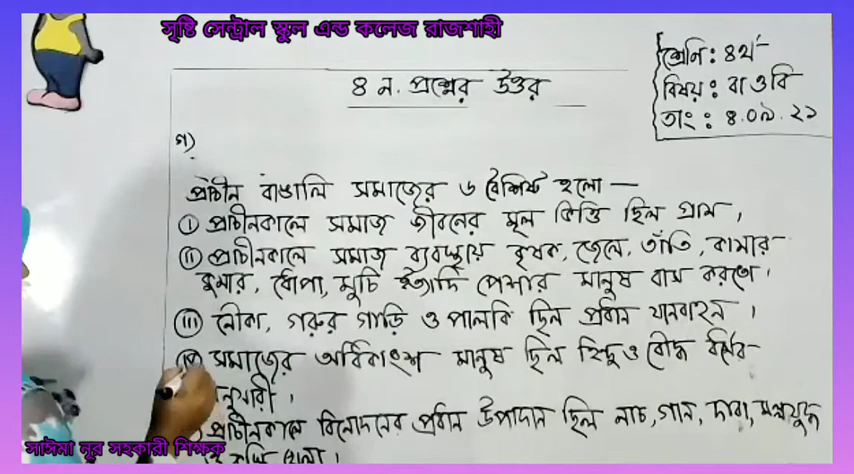 সৃষ্টি সেন্ট্রাল স্কুল এন্ড কলেজ রাজশাহী
শ্রেনি: ৪র্থ
বিষয়: বাওবি
তাং: ৪.০৯.২১
৪ ন. প্রশ্নের উত্তর
গ)
প্রাচীন বাঙালি সমাজের ৬ বৈশিষ্ট হলো —
(i) প্রাচীনকালে সমাজ জীবনের মূল ভিত্তি ছিল গ্রাম,
(ii) প্রাচীনকালে সমাজ ব্যবস্থায় কৃষক, জেলে, তাঁতি, কামার
কুমার, ধোপা, মুচি ইত্যাদি পেশার মানুষ বাস করতো।
(iii) নৌকা, গরুর গাড়ি ও পালকি ছিল প্রধান যানবাহন ।
(iv) সমাজের অধিকাংশ মানুষ ছিল হিন্দু ও বৌদ্ধ ধর্মের
নুসারী ।
প্রাচীনকালে বিনোদনের প্রধান উপাদান ছিল নাচ, গান, দাবা, মল্লযুদ্ধ
খেলা ।
সাঈমা নূর সহকারী শিক্ষক